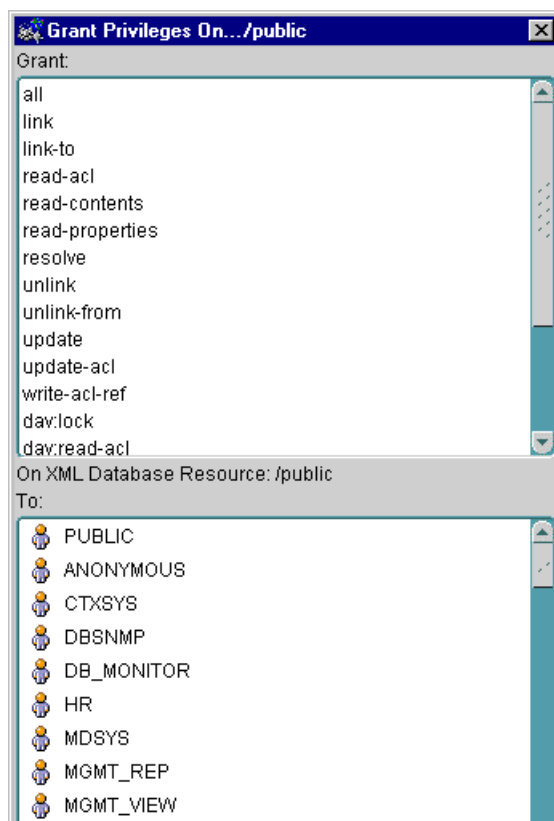 Grant Privileges On.../public
Grant:
all
link
link-to
read-acl
read-contents
read-properties
resolve
unlink
unlink-from
update
update-acl
write-acl-ref
dav:lock
dav:read-acl
On XML Database Resource: /public
To:
PUBLIC
ANONYMOUS
CTXSYS
DBSNMP
DB_MONITOR
HR
MDSYS
MGMT_REP
MGMT_VIEW